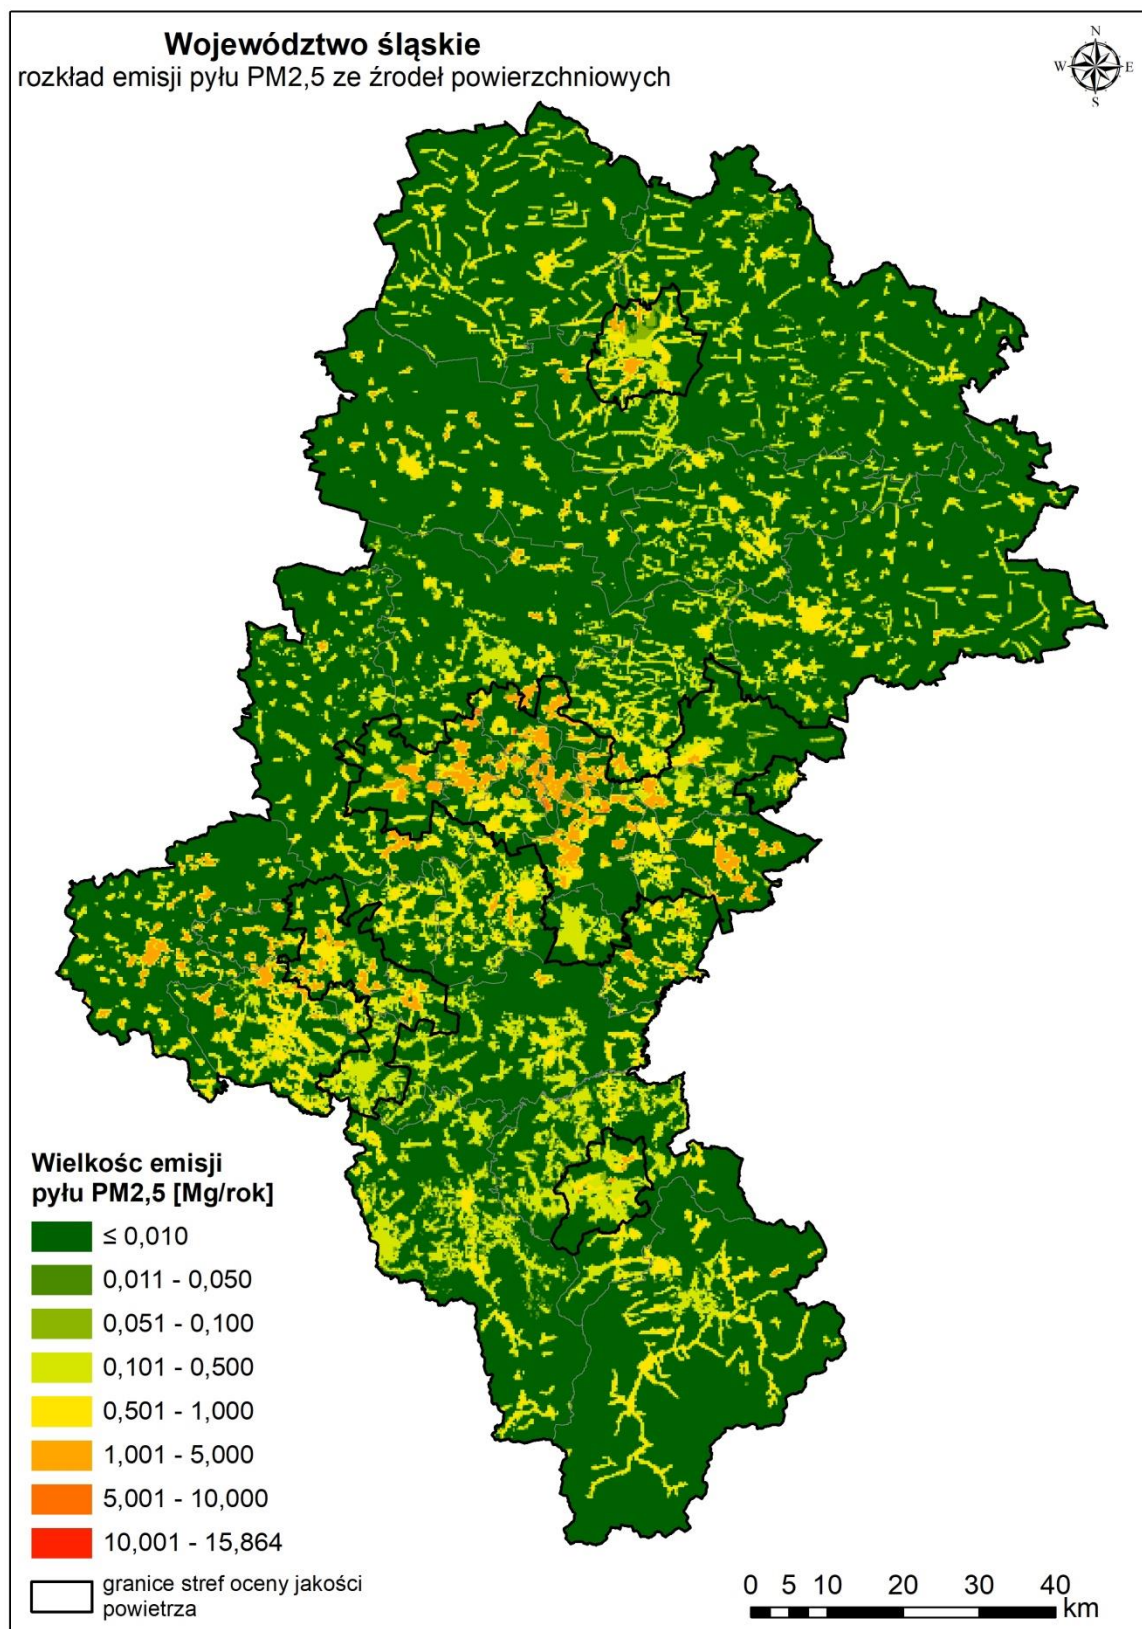 Województwo śląskie
rozkład emisji pyłu PM2,5 ze źrodeł powierzchniowych
N
W E
S
Wielkośc emisji
pyłu PM2,5 [Mg/rok]
≤ 0,010
0,011 - 0,050
0,051 - 0,100
0,101 - 0,500
0,501 - 1,000
1,001 - 5,000
5,001 - 10,000
10,001 - 15,864
granice stref oceny jakości
powietrza
0 5 10 20 30 40
km